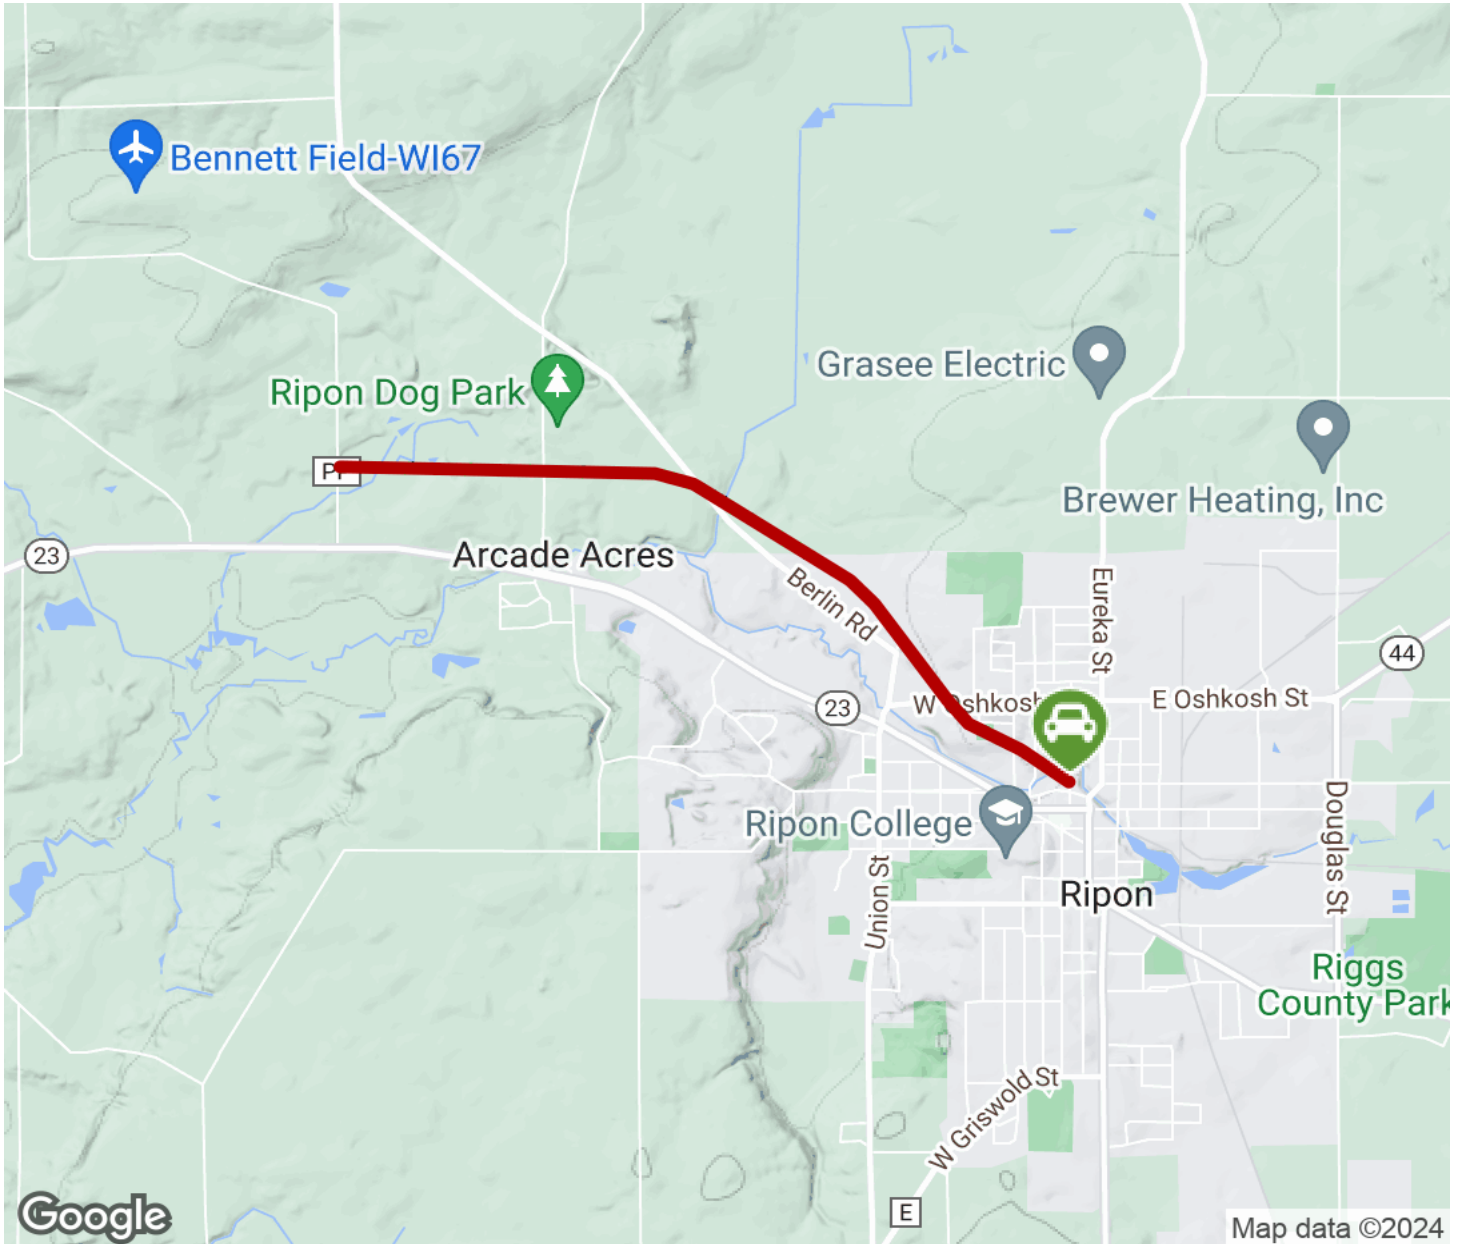 Bennett Field-WI67
Grasee Electric
Ripon Dog Park
Brewer Heating, Inc
23
Arcade Acres
Berlin Rd
Eureka St
44
W Oshkosh
E Oshkosh St
23
Ripon College
Douglas St
Union St
Ripon
Riggs
County Park
W Griswold St
E
Google
Map data ©2024